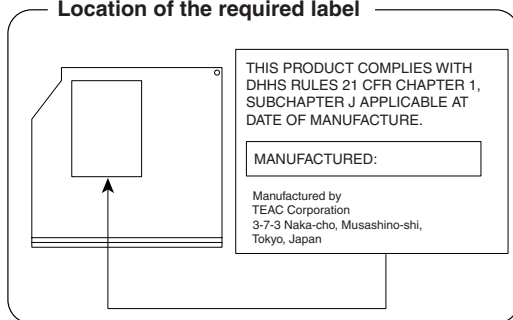 Location of the required label
THIS PRODUCT COMPLIES WITH
DHHS RULES 21 CFR CHAPTER 1,
SUBCHAPTER J APPLICABLE AT
DATE OF MANUFACTURE.
MANUFACTURED:
Manufactured by
TEAC Corporation
3-7-3 Naka-cho, Musashino-shi,
Tokyo, Japan